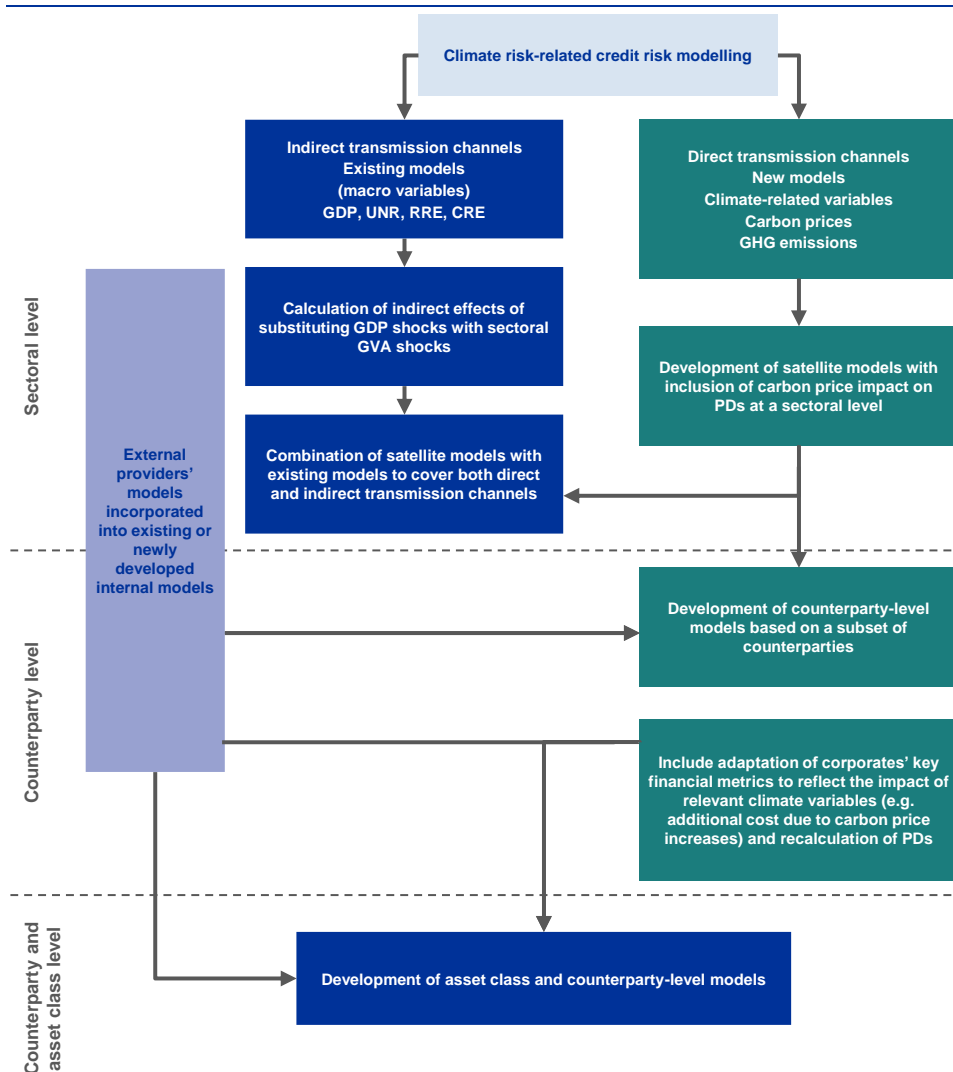 Climate risk-related credit risk modelling
Indirect transmission channels
Existing models
(macro variables)
GDP, UNR, RRE, CRE
Direct transmission channels
New models
Climate-related variables
Carbon prices
GHG emissions
Sectoral level
Calculation of indirect effects of
substituting GDP shocks with sectoral
GVA shocks
Development of satellite models with
inclusion of carbon price impact on
PDs at a sectoral level
Combination of satellite models with
existing models to cover both direct
and indirect transmission channels
External
providers’
models
incorporated
into existing or
newly
developed
internal models
Counterparty level
Development of counterparty-level
models based on a subset of
counterparties
Include adaptation of corporates’ key
financial metrics to reflect the impact of
relevant climate variables (e.g.
additional cost due to carbon price
increases) and recalculation of PDs
Counterparty and
asset class level
Development of asset class and counterparty-level models